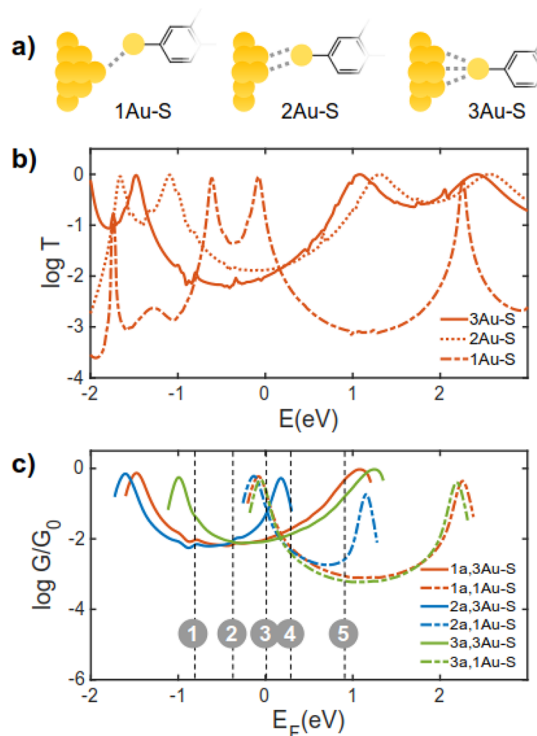 a)
1Au-S 2Au-S 3Au-S
b)
log T
0
-1
-2
-3
-4
3Au-S
2Au-S
1Au-S
-2 -1 0 1 2
E(eV)
c)
log G/G₀
0
-2
-4
-6
1a,3Au-S
1a,1Au-S
2a,3Au-S
2a,1Au-S
3a,3Au-S
3a,1Au-S
1 2 3 4 5
-2 -1 0 1 2
E_F(eV)